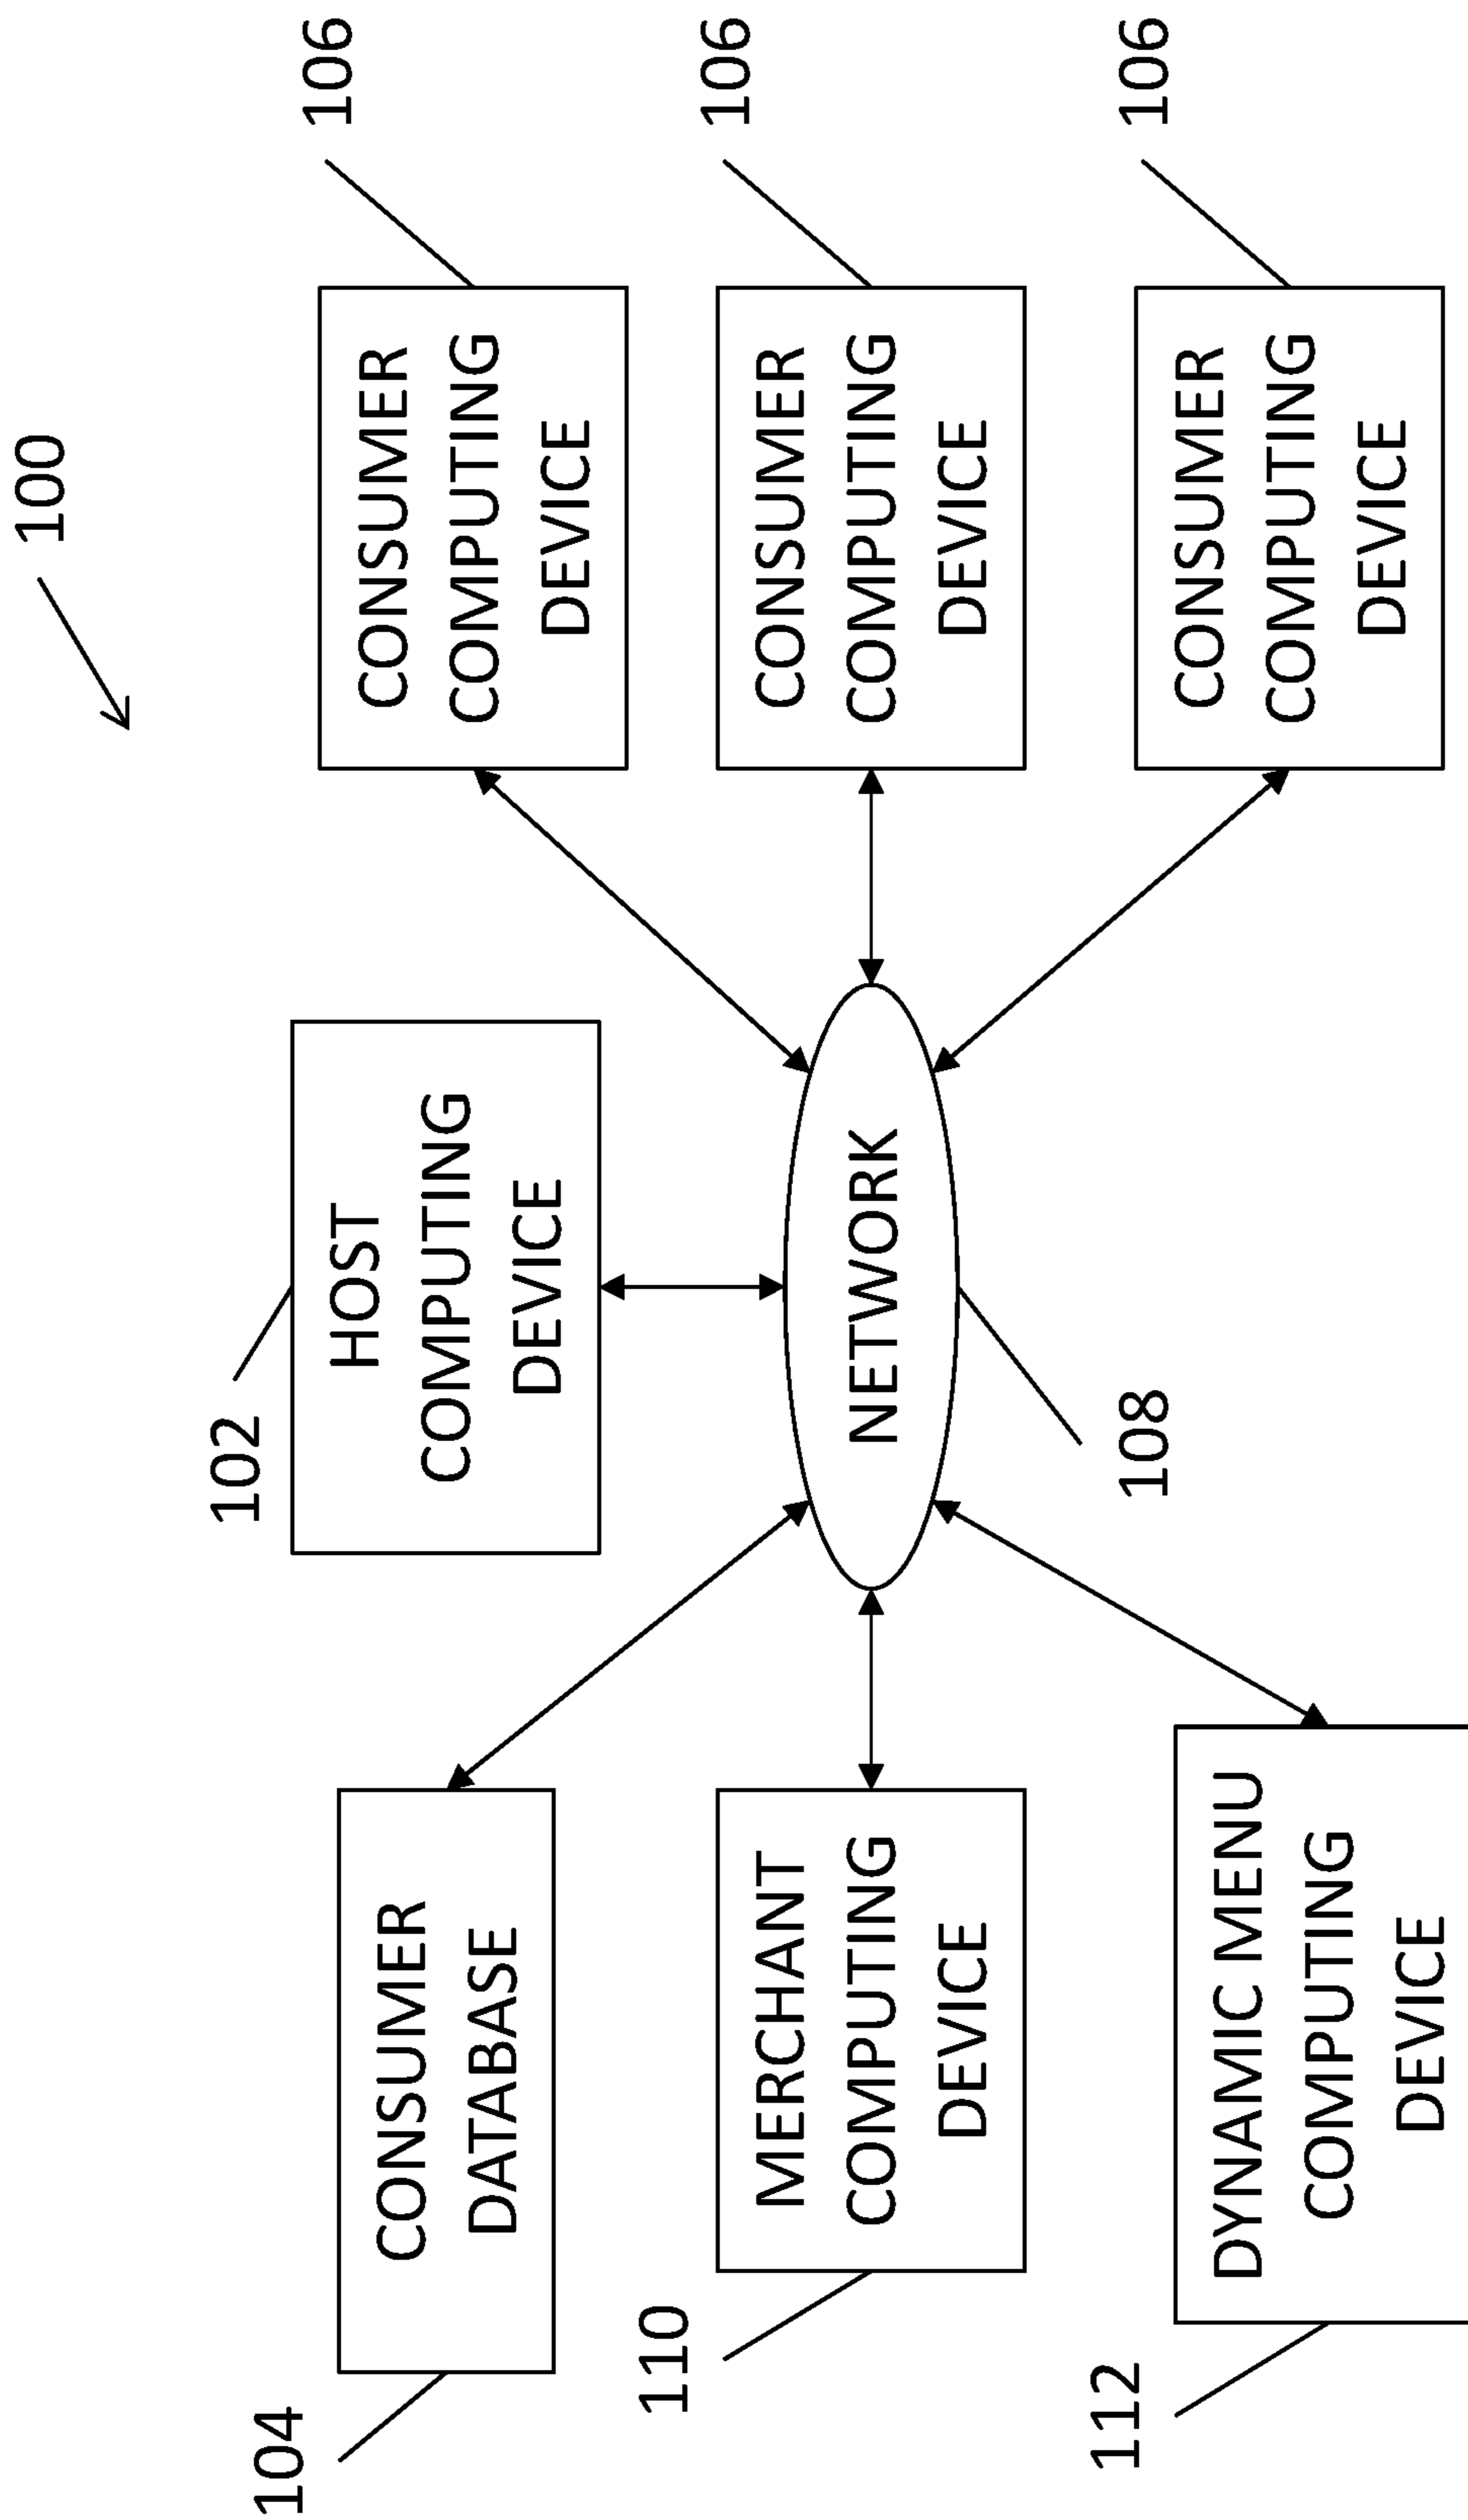 100
102
HOST
COMPUTING
DEVICE
104
CONSUMER
DATABASE
CONSUMER
COMPUTING
DEVICE
106
110
MERCHANT
COMPUTING
DEVICE
NETWORK
108
CONSUMER
COMPUTING
DEVICE
106
112
DYNAMIC MENU
COMPUTING
DEVICE
CONSUMER
COMPUTING
DEVICE
106